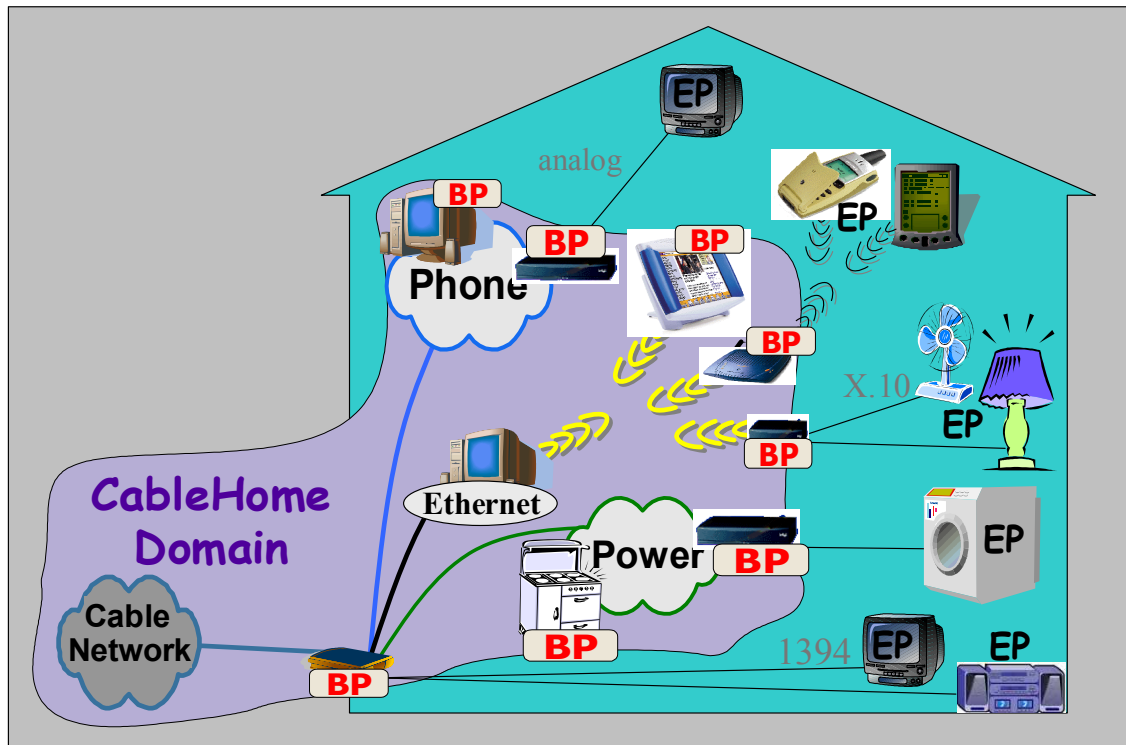 EP
analog
BP
BP
BP
EP
Phone
BP
X.10
EP
BP
Ethernet
CableHome
Domain
Power
BP
EP
BP
Cable
Network
BP
1394
EP
EP